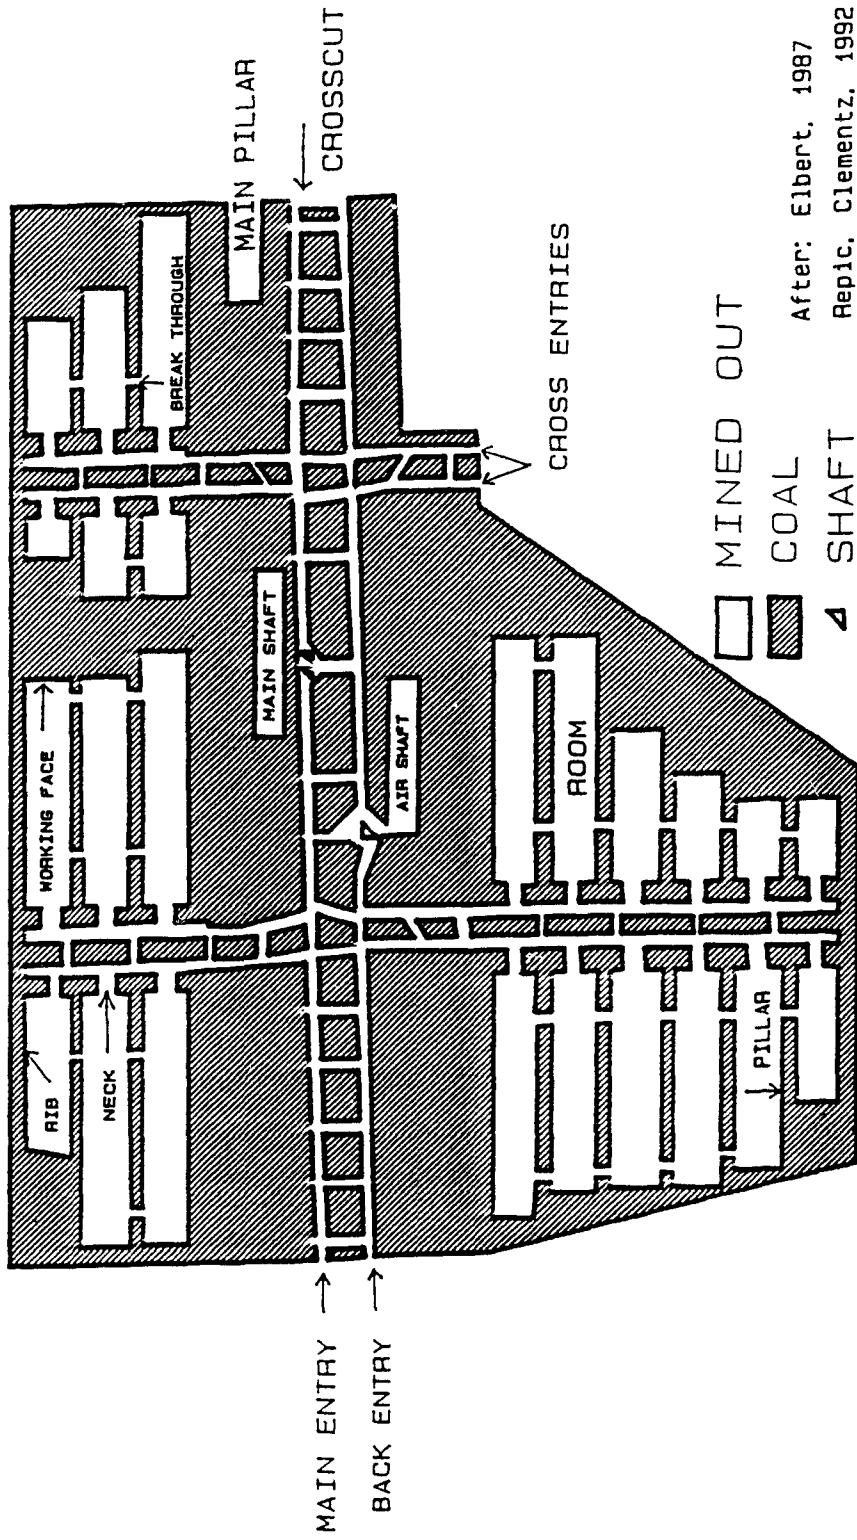 MAIN PILLAR
CROSSCUT
BREAK THROUGH
CROSS ENTRIES
MAIN SHAFT
AIR SHAFT
WORKING FACE
ROOM
RIB
NECK
PILLAR
MAIN ENTRY
BACK ENTRY
MINED OUT
COAL
SHAFT
After: Elbert, 1987
Repic, Clementz, 1992